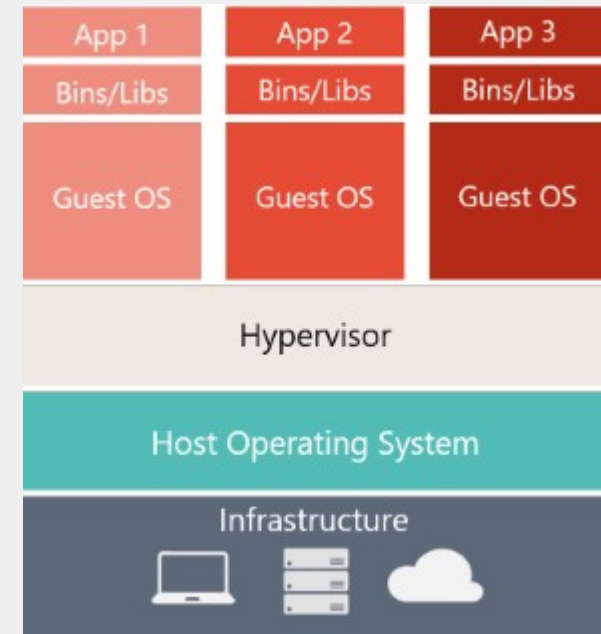 App 1 App 2 App 3
Bins/Libs Bins/Libs Bins/Libs
Guest OS Guest OS Guest OS
Hypervisor
Host Operating System
Infrastructure